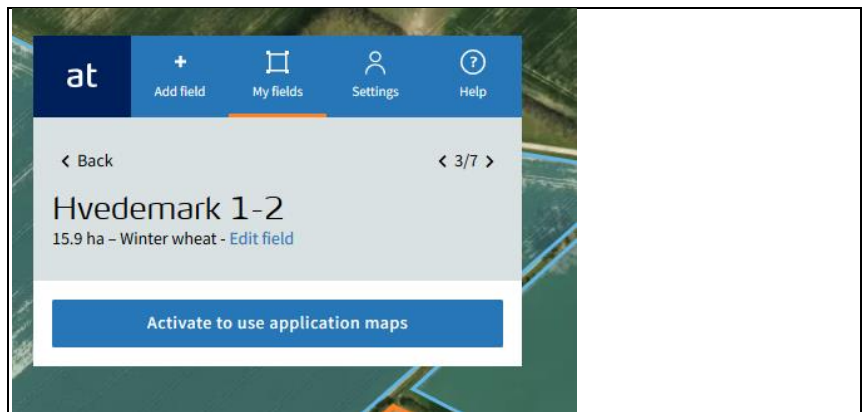 at
Add field
My fields
Settings
Help
Back
3/7
Hvedemark 1-2
15.9 ha – Winter wheat - Edit field
Activate to use application maps